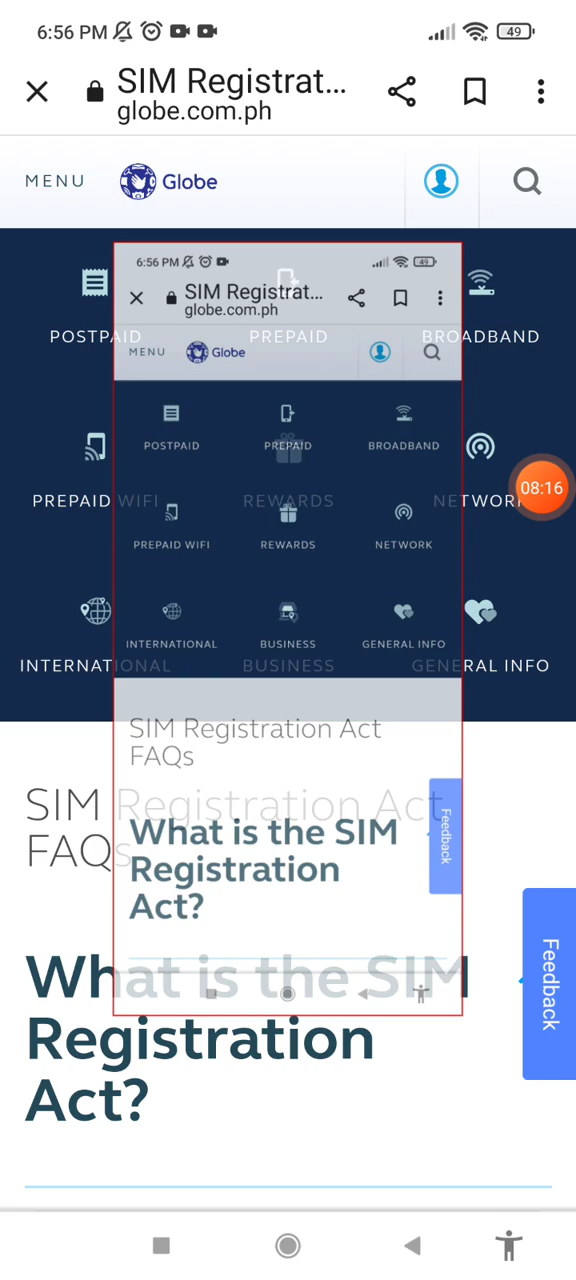 6:56 PM
49
SIM Registrat...
globe.com.ph
MENU
Globe
POSTPAID
PREPAID
BROADBAND
PREPAID WIFI
REWARDS
NETWORK
08:16
INTERNATIONAL
BUSINESS
GENERAL INFO
SIM Registration Act
FAQs
What is the SIM
Registration
Act?
Feedback
6:56 PM
49
SIM Registrat...
globe.com.ph
MENU
Globe
POSTPAID
PREPAID
BROADBAND
PREPAID WIFI
REWARDS
NETWORK
INTERNATIONAL
BUSINESS
GENERAL INFO
SIM Registration Act
FAQs
What is the SIM
Registration
Act?
Feedback